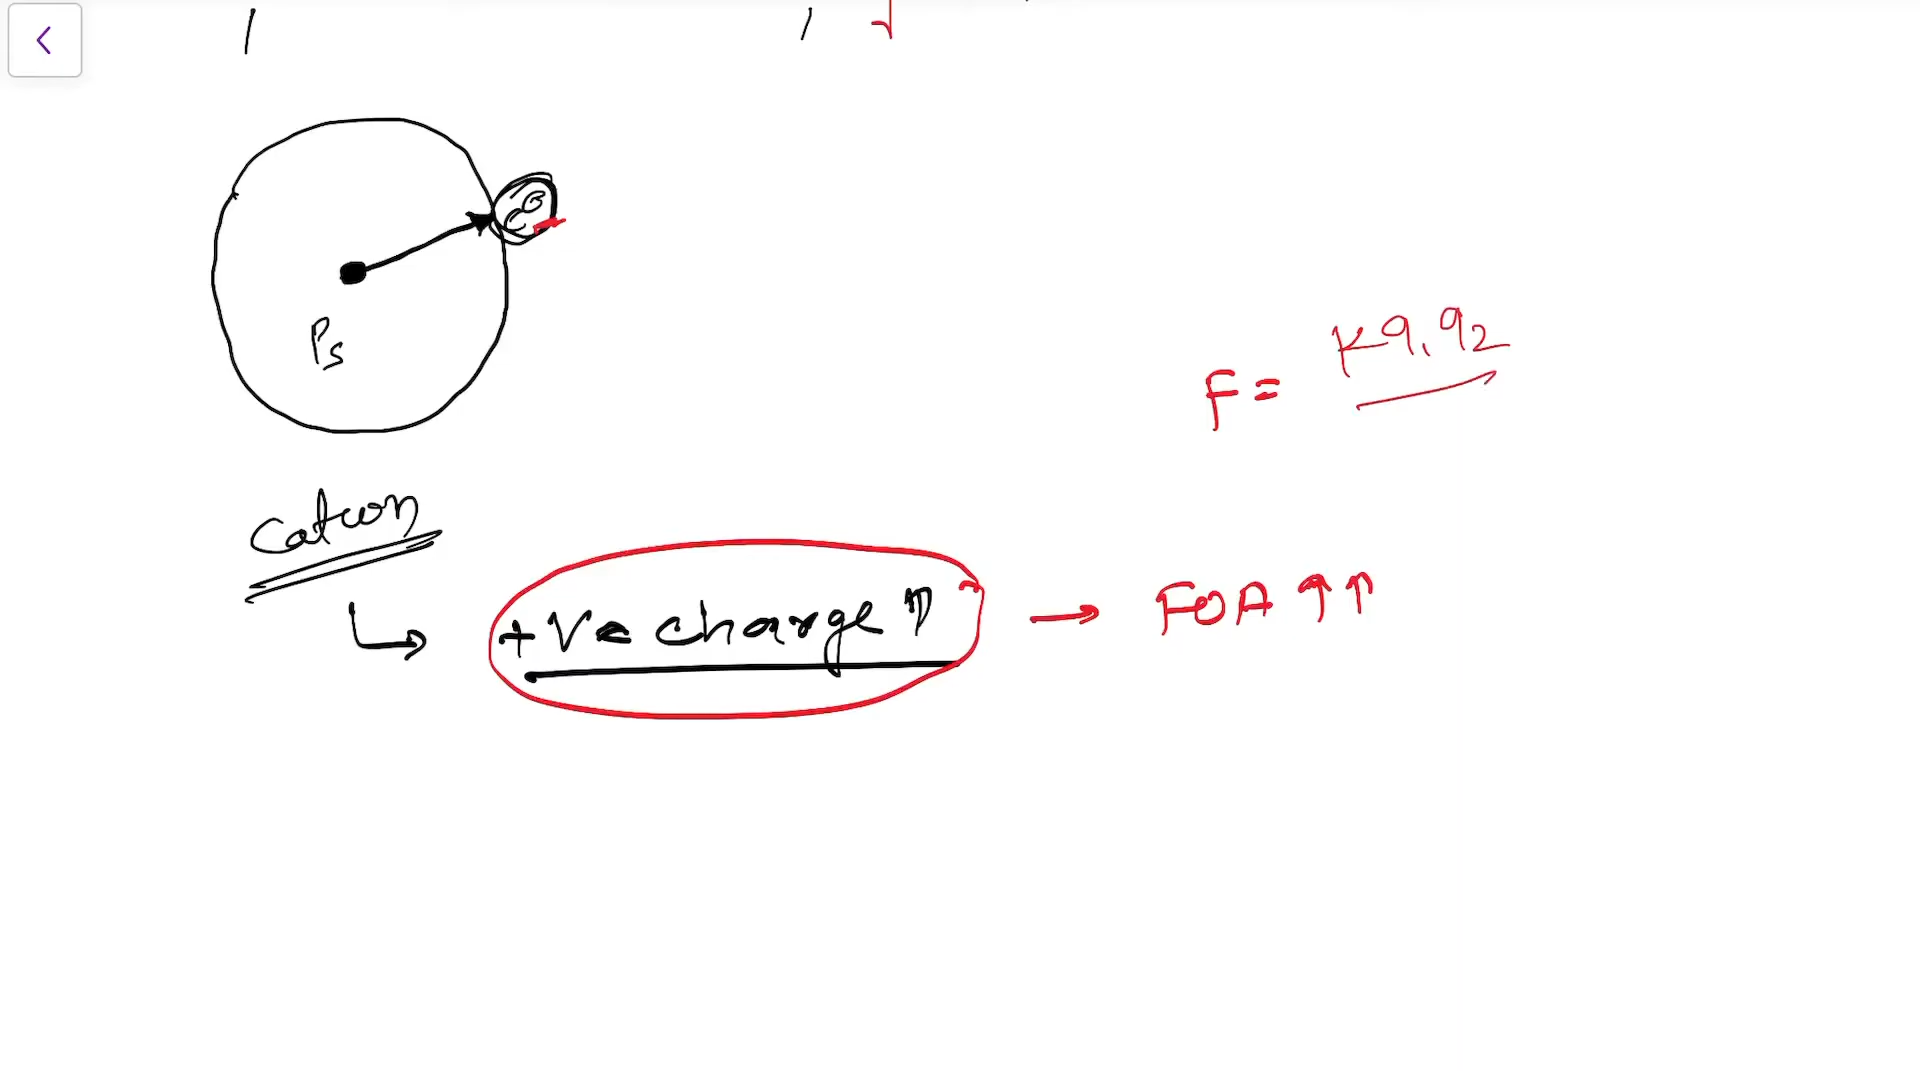 Ps
F = Kq1q2
Cation
+ve charge ↑
→ FOA ↑↑